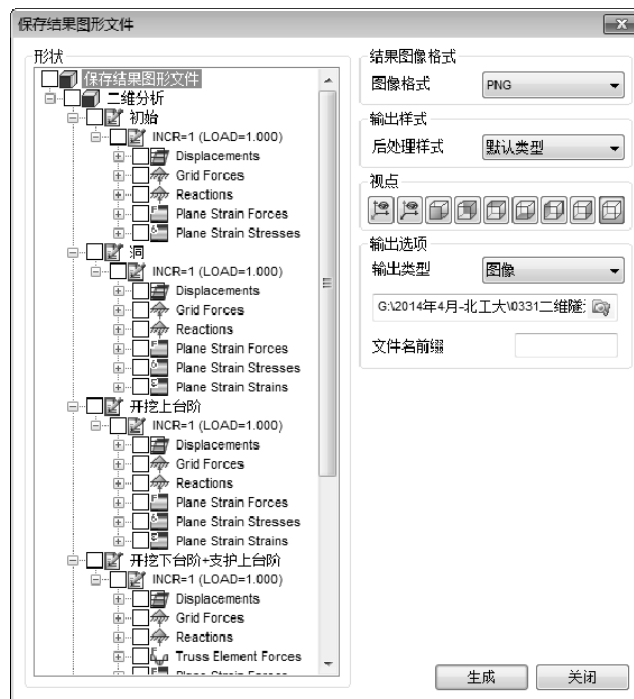 保存结果图形文件
形状
保存结果图形文件
二维分析
初始
INCR=1 (LOAD=1.000)
Displacements
Grid Forces
Reactions
Plane Strain Forces
Plane Strain Stresses
洞
INCR=1 (LOAD=1.000)
Displacements
Grid Forces
Reactions
Plane Strain Forces
Plane Strain Stresses
Plane Strain Strains
开挖上台阶
INCR=1 (LOAD=1.000)
Displacements
Grid Forces
Reactions
Plane Strain Forces
Plane Strain Stresses
Plane Strain Strains
开挖下台阶+支护上台阶
INCR=1 (LOAD=1.000)
Displacements
Grid Forces
Reactions
Truss Element Forces
Plane Strain Forces
结果图像格式
图像格式 PNG
输出样式
后处理样式 默认类型
视点
输出选项
输出类型 图像
G:\2014年4月-北工大\0331二维隧
文件名前缀
生成 关闭